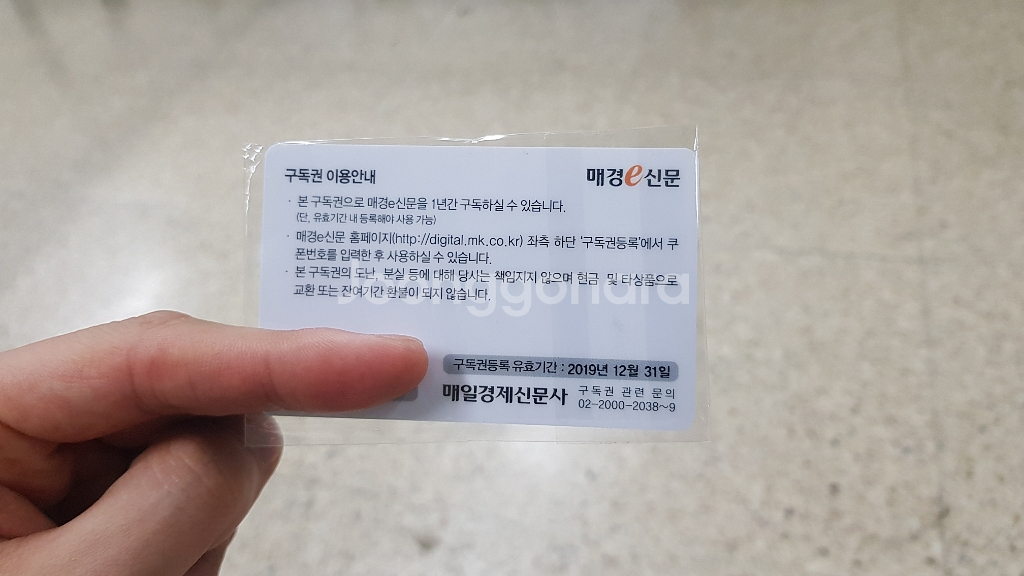 구독권 이용안내
매경e신문
· 본 구독권으로 매경e신문을 1년간 구독하실 수 있습니다.
(단, 유효기간 내 등록해야 사용 가능)
· 매경e신문 홈페이지(http://digital.mk.co.kr) 좌측 하단 '구독권등록'에서 쿠
폰번호를 입력한 후 사용하실 수 있습니다.
· 본 구독권의 도난, 분실 등에 대해 당사는 책임지지 않으며 현금 및 타상품으로
교환 또는 잔여기간 환불이 되지 않습니다.
Joonggonara
구독권등록 유효기간 : 2019년 12월 31일
매일경제신문사
구독권 관련 문의
02-2000-2038~9